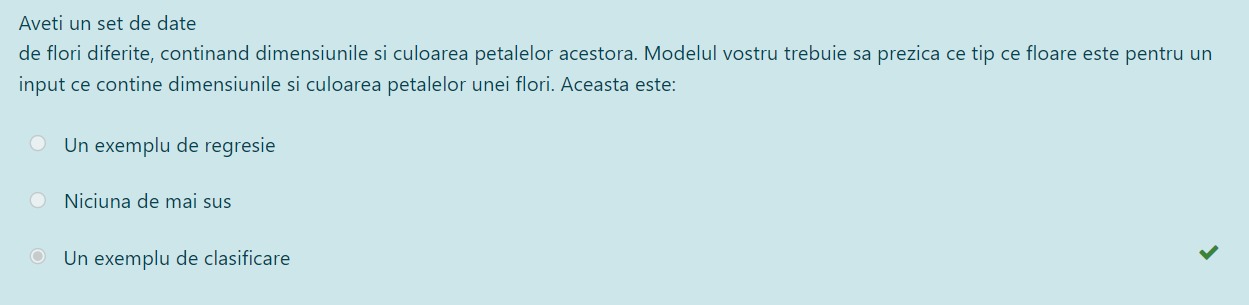 Aveti un set de date
de flori diferite, continand dimensiunile si culoarea petalelor acestora. Modelul vostru trebuie sa prezica ce tip ce floare este pentru un
input ce contine dimensiunile si culoarea petalelor unei flori. Aceasta este:
Un exemplu de regresie
Niciuna de mai sus
Un exemplu de clasificare